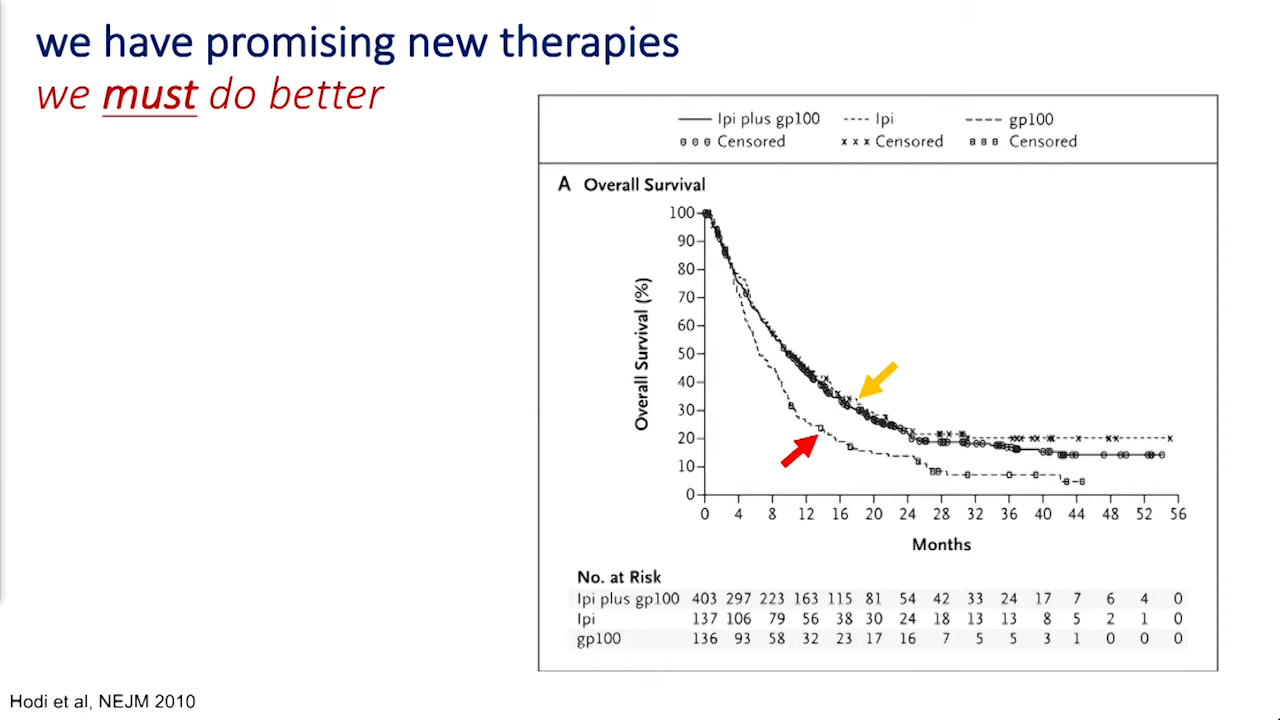 we have promising new therapies
we must do better
Ipi plus gp100 Ipi gp100
Censored Censored Censored
A Overall Survival
100
90
80
70
60
50
40
30
20
10
0
Overall Survival (%)
0 4 8 12 16 20 24 28 32 36 40 44 48 52 56
Months
No. at Risk
Ipi plus gp100 403 297 223 163 115 81 54 42 33 24 17 7 6 4 0
Ipi 137 106 79 56 38 30 24 18 13 13 8 5 2 1 0
gp100 136 93 58 32 23 17 16 7 5 5 3 1 0 0 0
Hodi et al, NEJM 2010